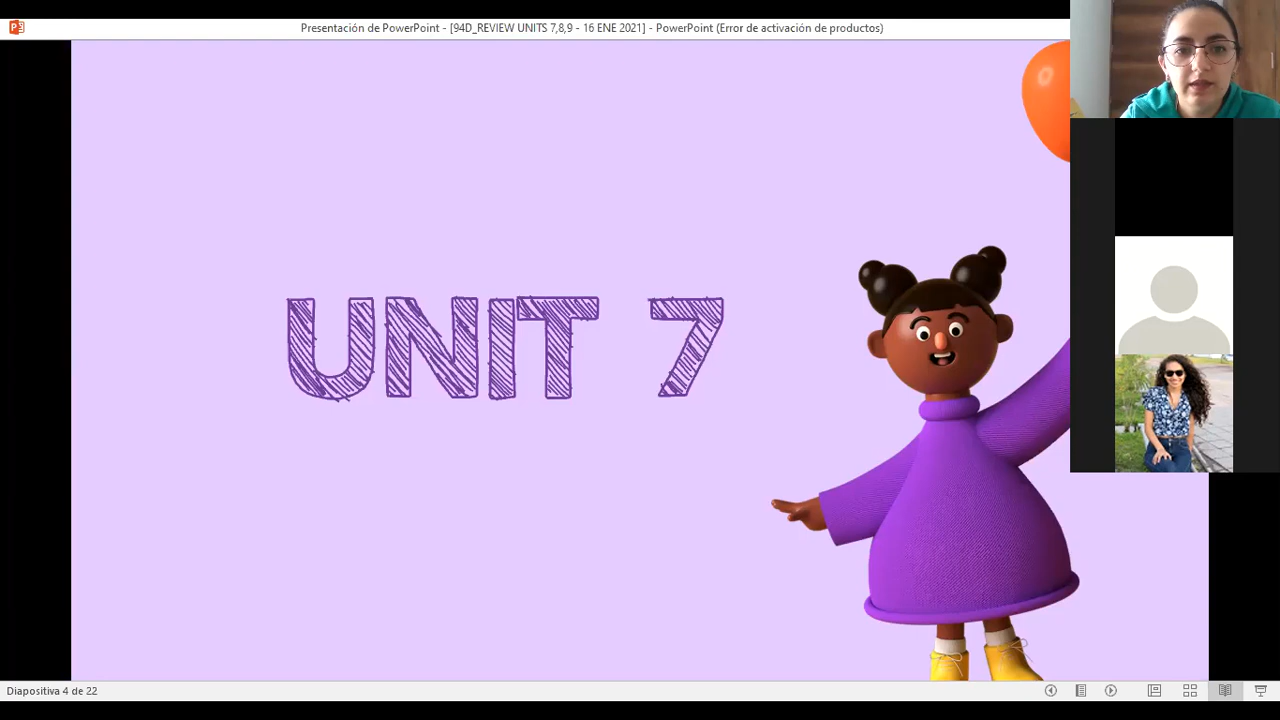 Presentación de PowerPoint - [94D_REVIEW UNITS 7,8,9 - 16 ENE 2021] - PowerPoint (Error de activación de productos)
UNIT 7
Diapositiva 4 de 22